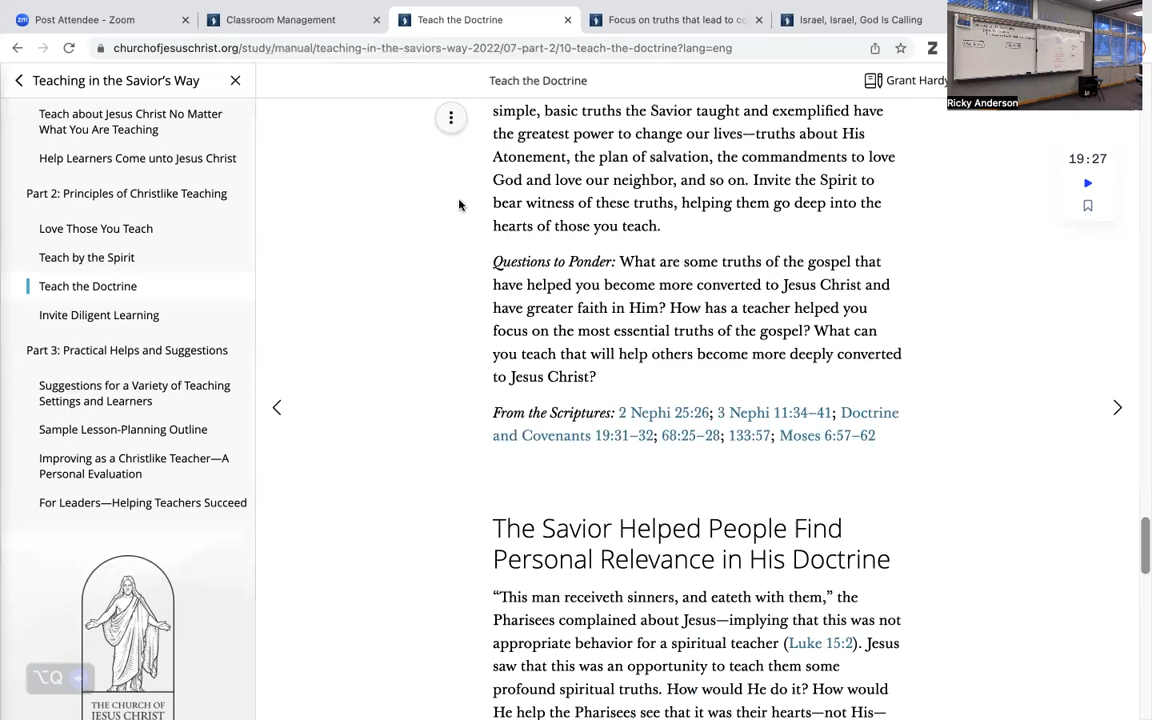 Post Attendee - Zoom
Classroom Management
Teach the Doctrine
Focus on truths that lead to co
Israel, Israel, God Is Calling
churchofjesuschrist.org/study/manual/teaching-in-the-saviors-way-2022/07-part-2/10-teach-the-doctrine?lang=eng
Teaching in the Savior's Way
Teach the Doctrine
Grant Hardy
Ricky Anderson
Teach about Jesus Christ No Matter
What You Are Teaching
Help Learners Come unto Jesus Christ
Part 2: Principles of Christlike Teaching
Love Those You Teach
Teach by the Spirit
Teach the Doctrine
Invite Diligent Learning
Part 3: Practical Helps and Suggestions
Suggestions for a Variety of Teaching
Settings and Learners
Sample Lesson-Planning Outline
Improving as a Christlike Teacher—A
Personal Evaluation
For Leaders—Helping Teachers Succeed
THE CHURCH OF
JESUS CHRIST
⌥Q
simple, basic truths the Savior taught and exemplified have
the greatest power to change our lives—truths about His
Atonement, the plan of salvation, the commandments to love
God and love our neighbor, and so on. Invite the Spirit to
bear witness of these truths, helping them go deep into the
hearts of those you teach.
Questions to Ponder: What are some truths of the gospel that
have helped you become more converted to Jesus Christ and
have greater faith in Him? How has a teacher helped you
focus on the most essential truths of the gospel? What can
you teach that will help others become more deeply converted
to Jesus Christ?
From the Scriptures: 2 Nephi 25:26; 3 Nephi 11:34–41; Doctrine
and Covenants 19:31–32; 68:25–28; 133:57; Moses 6:57–62
The Savior Helped People Find
Personal Relevance in His Doctrine
“This man receiveth sinners, and eateth with them,” the
Pharisees complained about Jesus—implying that this was not
appropriate behavior for a spiritual teacher (Luke 15:2). Jesus
saw that this was an opportunity to teach them some
profound spiritual truths. How would He do it? How would
He help the Pharisees see that it was their hearts—not His—
19:27